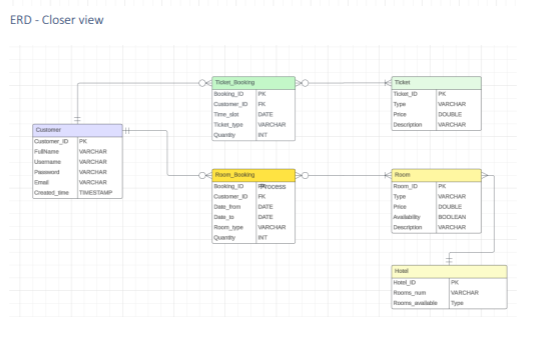 ERD - Closer view
Ticket_Booking
Booking_ID PK
Customer_ID FK
Time_slot DATE
Ticket_type VARCHAR
Quantity INT
Ticket
Ticket_ID PK
Type VARCHAR
Price DOUBLE
Description VARCHAR
Customer
Customer_ID PK
FullName VARCHAR
Username VARCHAR
Password VARCHAR
Email VARCHAR
Created_time TIMESTAMP
Room_Booking
Booking_ID Process
Customer_ID FK
Date_from DATE
Date_to DATE
Room_type VARCHAR
Quantity INT
Room
Room_ID PK
Type VARCHAR
Price DOUBLE
Availability BOOLEAN
Description VARCHAR
Hotel
Hotel_ID PK
Rooms_num VARCHAR
Rooms_available Type